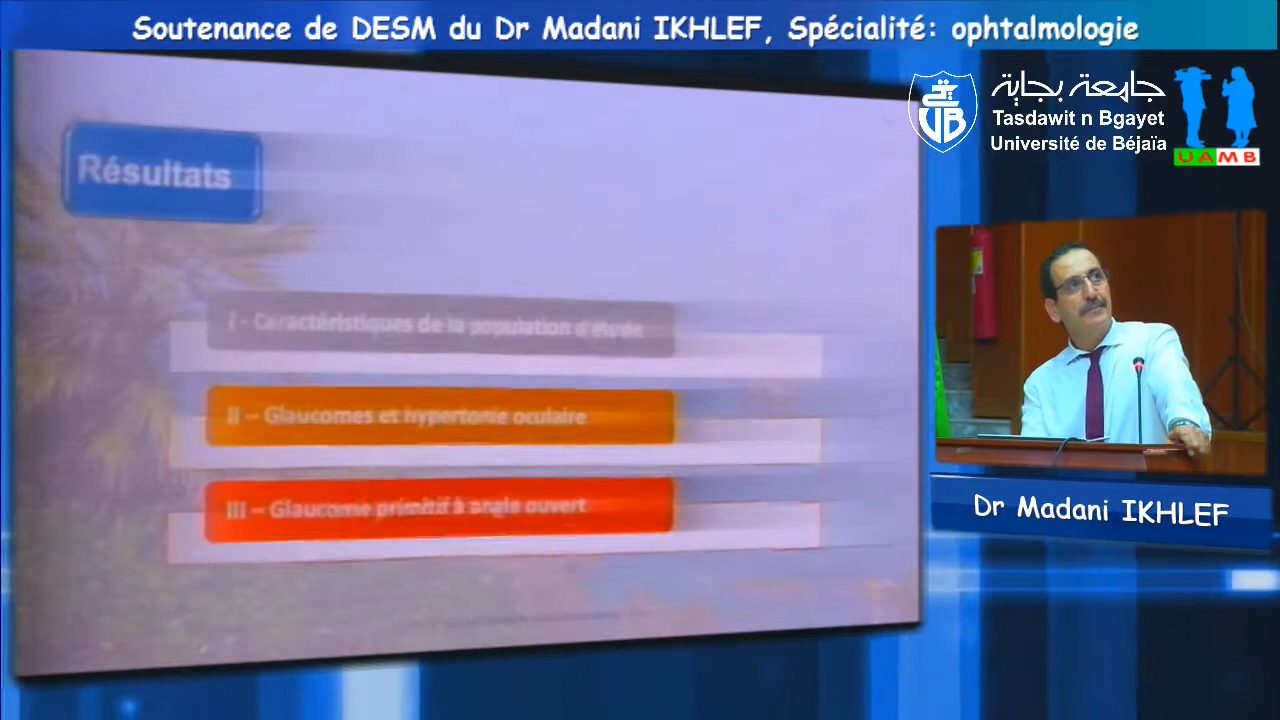 Soutenance de DESM du Dr Madani IKHLEF, Spécialité: ophtalmologie
جامعة بجاية
Tasdawit n Bgayet
Université de Béjaïa
UB
UAMB
Résultats
I - Caractéristiques de la population d'étude
II – Glaucomes et hypertonie oculaire
III – Glaucome primitif à angle ouvert
Dr Madani IKHLEF